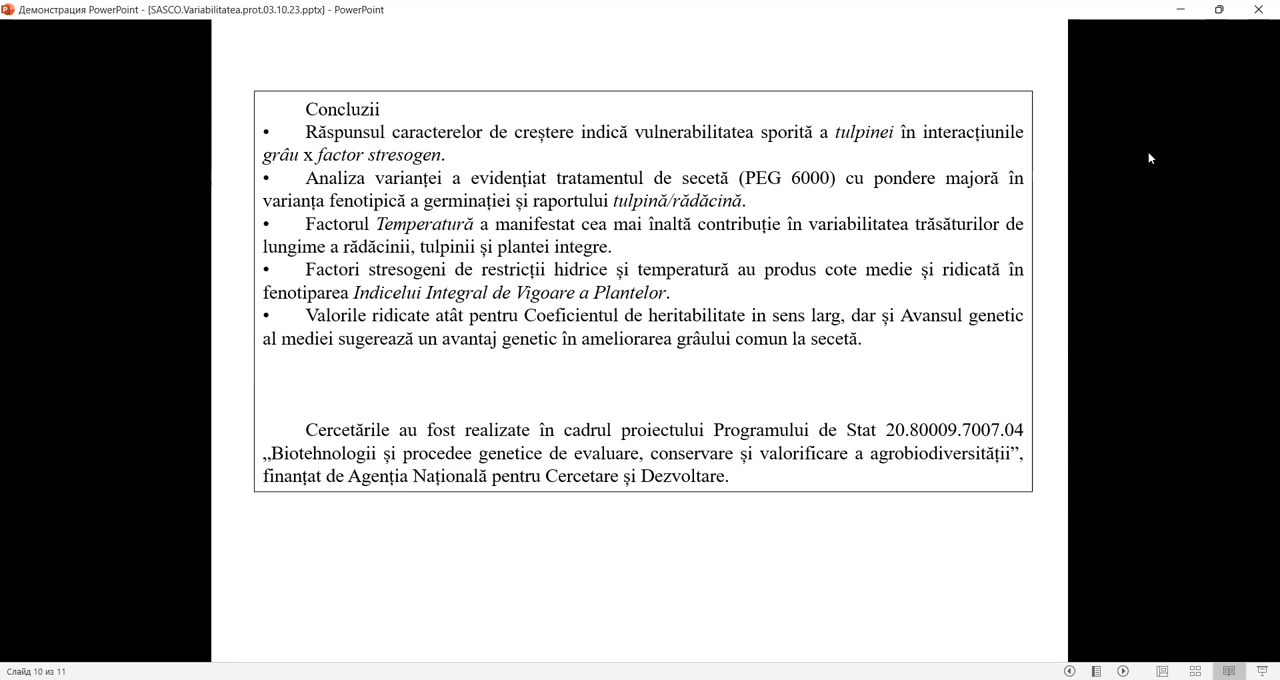 Демонстрация PowerPoint - [SASCO.Variabilitatea.prot.03.10.23.pptx] - PowerPoint
Concluzii
• Răspunsul caracterelor de creștere indică vulnerabilitatea sporită a tulpinei în interacțiunile
grâu x factor stresogen.
• Analiza varianței a evidențiat tratamentul de secetă (PEG 6000) cu pondere majoră în
varianța fenotipică a germinației și raportului tulpină/rădăcină.
• Factorul Temperatură a manifestat cea mai înaltă contribuție în variabilitatea trăsăturilor de
lungime a rădăcinii, tulpinii și plantei integre.
• Factori stresogeni de restricții hidrice și temperatură au produs cote medie și ridicată în
fenotiparea Indicelui Integral de Vigoare a Plantelor.
• Valorile ridicate atât pentru Coeficientul de heritabilitate in sens larg, dar și Avansul genetic
al mediei sugerează un avantaj genetic în ameliorarea grâului comun la secetă.
Cercetările au fost realizate în cadrul proiectului Programului de Stat 20.80009.7007.04
„Biotehnologii și procedee genetice de evaluare, conservare și valorificare a agrobiodiversității”,
finanțat de Agenția Națională pentru Cercetare și Dezvoltare.
Слайд 10 из 11